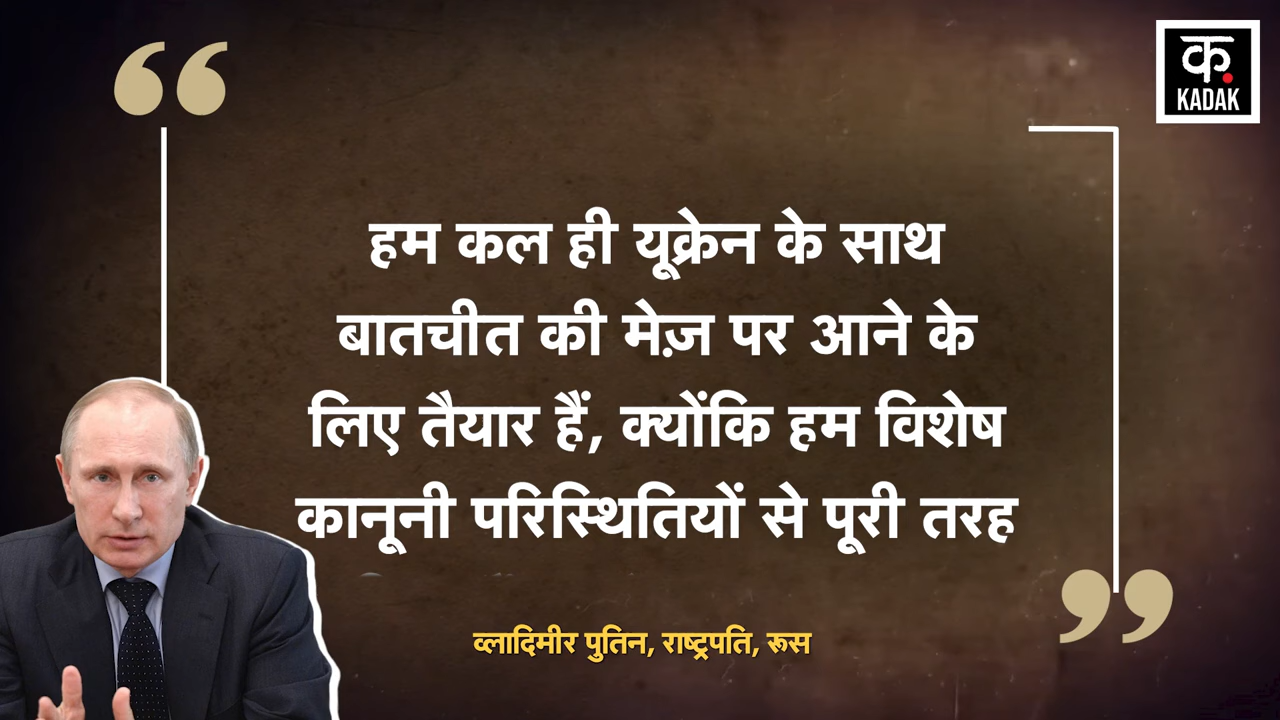 क
KADAK
हम कल ही यूक्रेन के साथ
बातचीत की मेज़ पर आने के
लिए तैयार हैं, क्योंकि हम विशेष
कानूनी परिस्थितियों से पूरी तरह
व्लादिमीर पुतिन, राष्ट्रपति, रूस